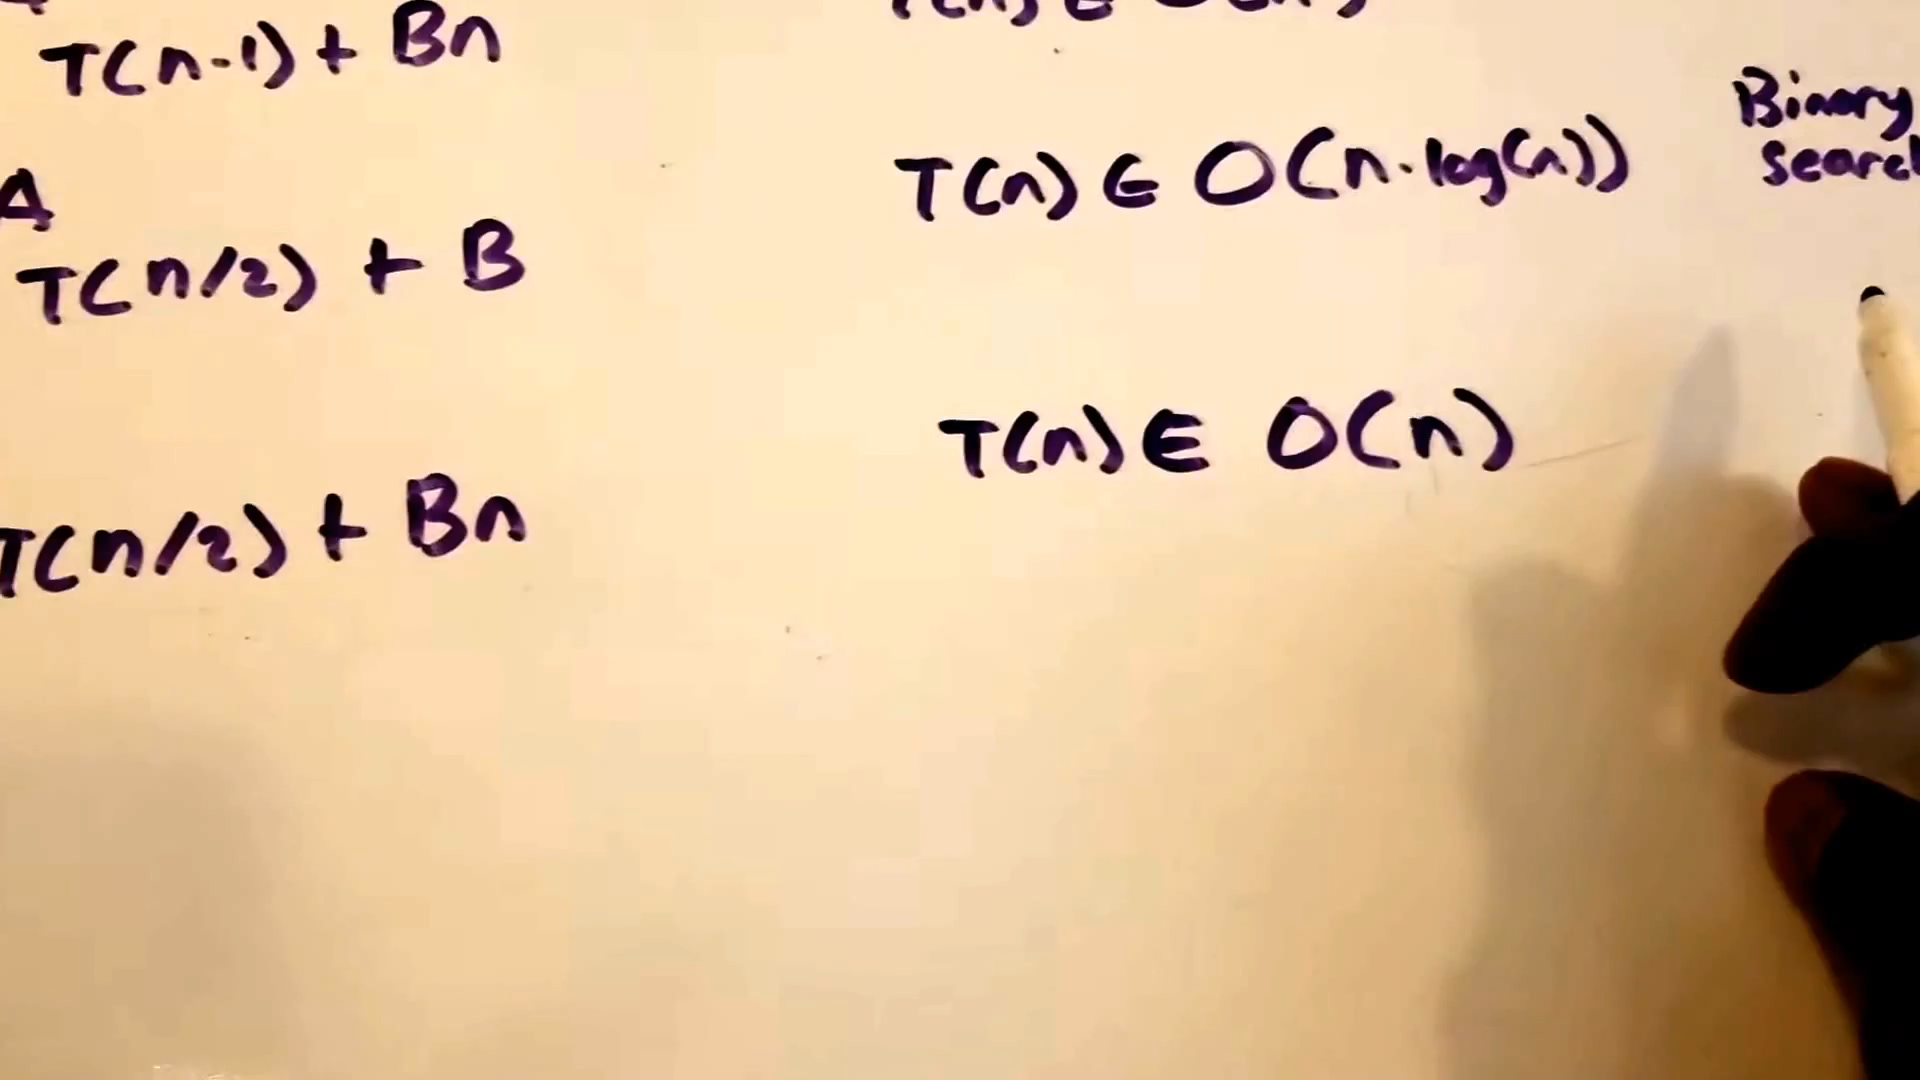 T(n-1) + Bn
Binary
T(n) ∈ O(n·log(n))
A
T(n/2) + B
T(n) ∈ O(n)
T(n/2) + Bn